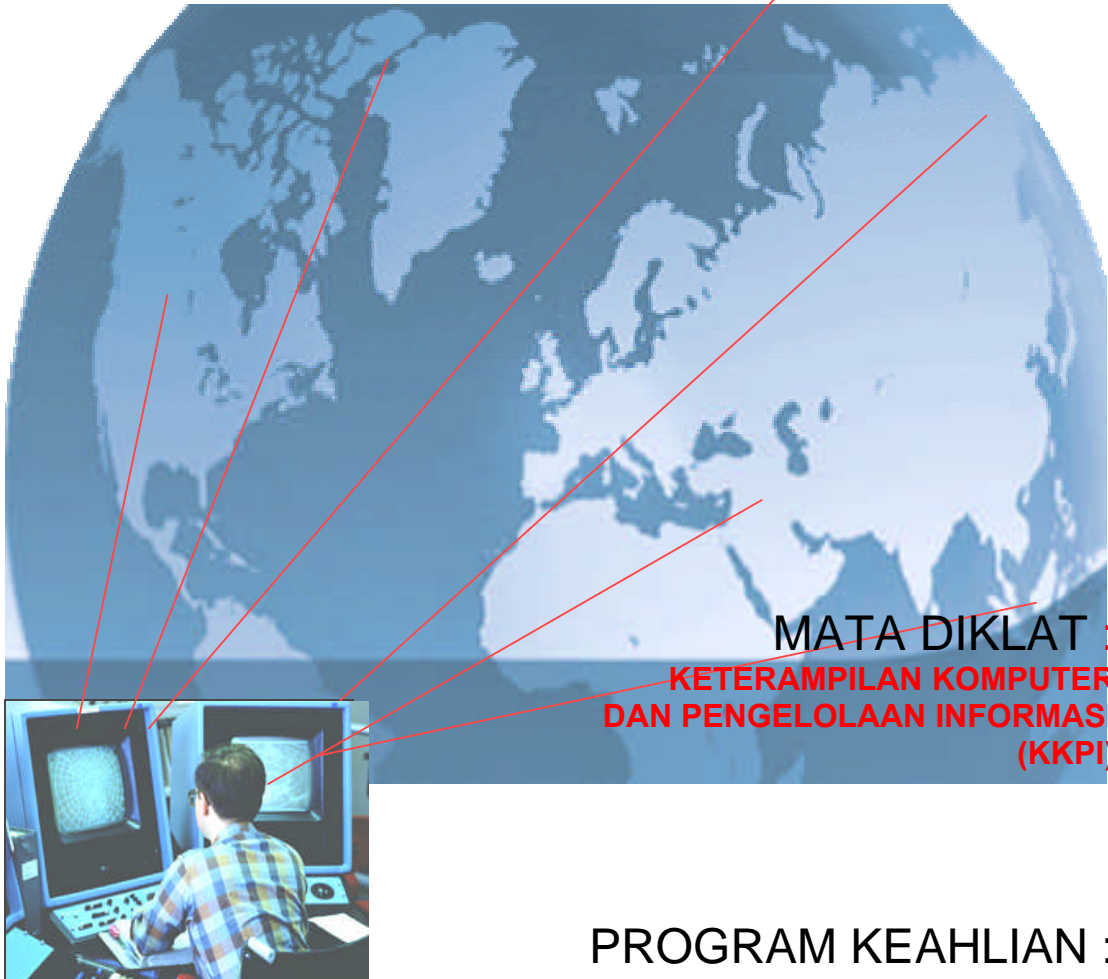 MATA DIKLAT :
KETERAMPILAN KOMPUTER
DAN PENGELOLAAN INFORMASI
(KKPI)
PROGRAM KEAHLIAN :